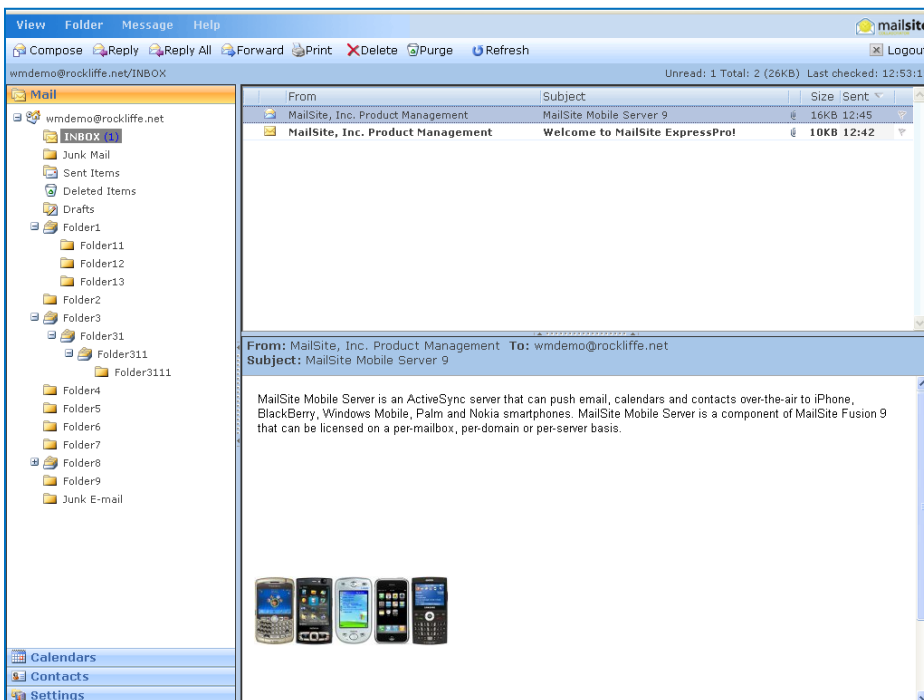 View Folder Message Help
mailsite
Compose Reply Reply All Forward Print Delete Purge Refresh
Logou
wmdemo@rockliffe.net/INBOX
Unread: 1 Total: 2 (26KB) Last checked: 12:53:1
Mail
wmdemo@rockliffe.net
INBOX (1)
Junk Mail
Sent Items
Deleted Items
Drafts
Folder1
Folder11
Folder12
Folder13
Folder2
Folder3
Folder31
Folder311
Folder3111
Folder4
Folder5
Folder6
Folder7
Folder8
Folder9
Junk E-mail
Calendars
Contacts
Settings
From Subject Size Sent
MailSite, Inc. Product Management MailSite Mobile Server 9 16KB 12:45
MailSite, Inc. Product Management Welcome to MailSite ExpressPro! 10KB 12:42
From: MailSite, Inc. Product Management To: wmdemo@rockliffe.net
Subject: MailSite Mobile Server 9
MailSite Mobile Server is an ActiveSync server that can push email, calendars and contacts over-the-air to iPhone,
BlackBerry, Windows Mobile, Palm and Nokia smartphones. MailSite Mobile Server is a component of MailSite Fusion 9
that can be licensed on a per-mailbox, per-domain or per-server basis.